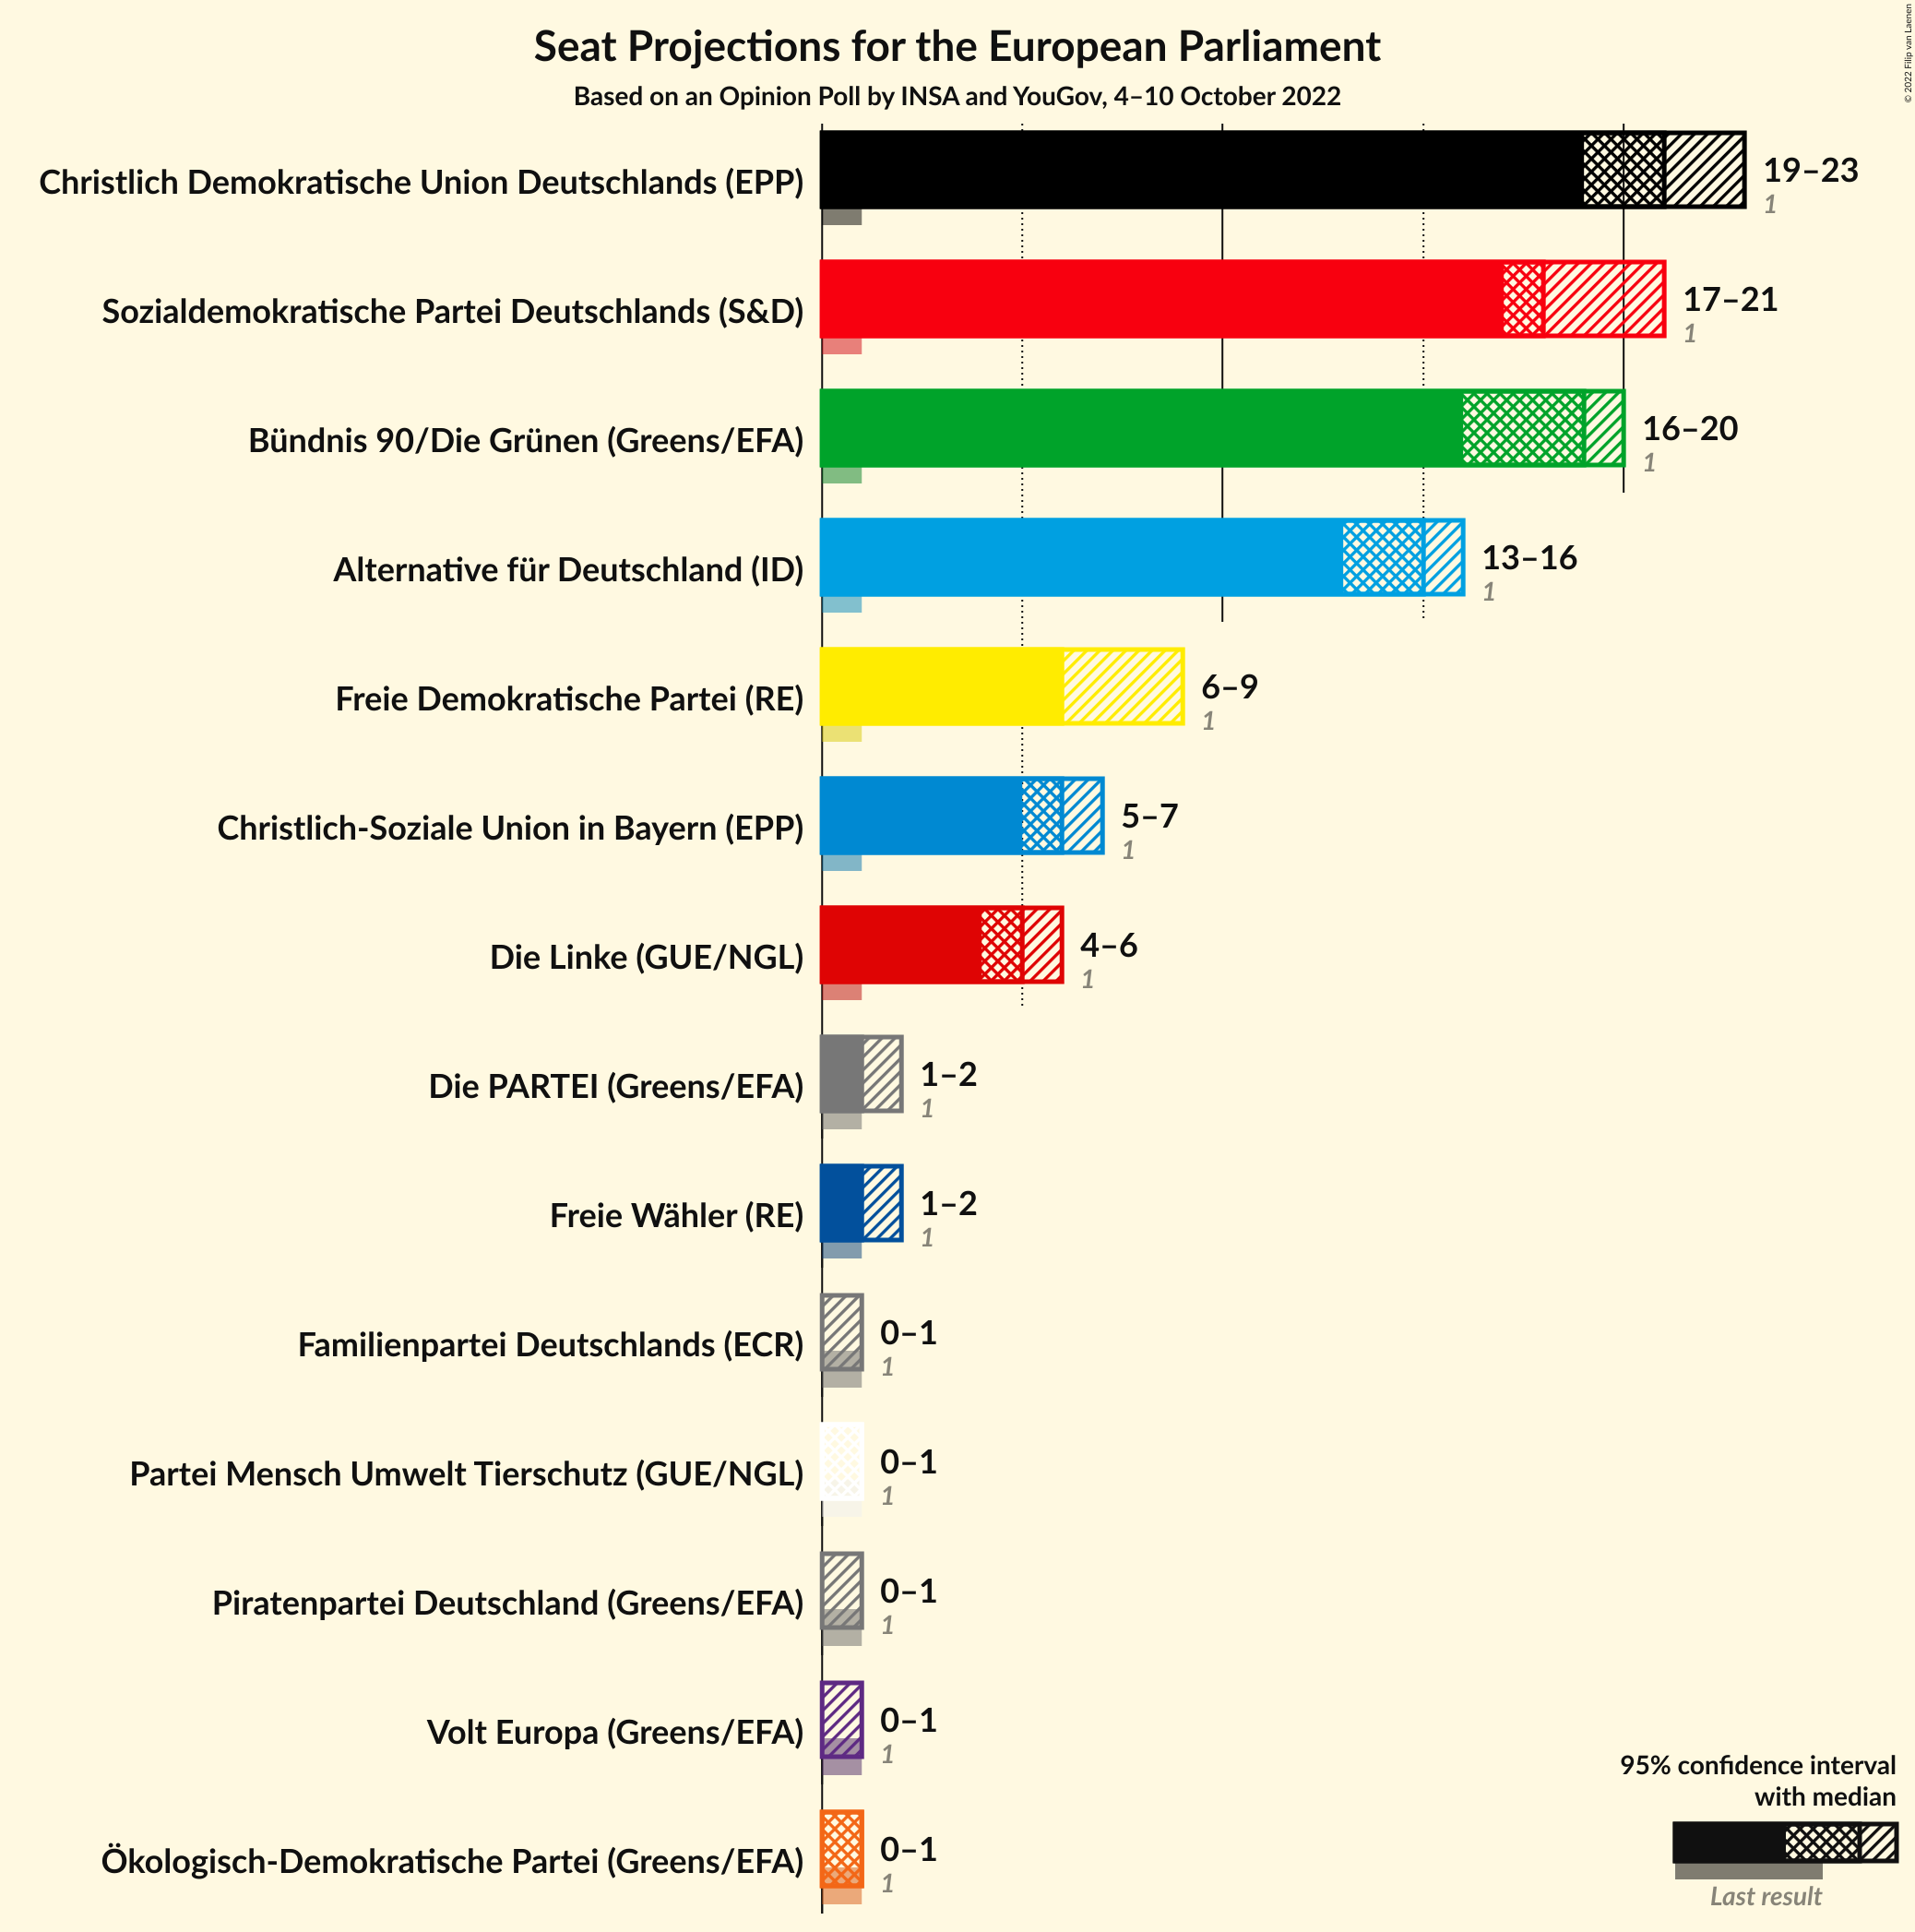 Seat Projections for the European Parliament
Based on an Opinion Poll by INSA and YouGov, 4–10 October 2022
© 2022 Filip van Laenen
Christlich Demokratische Union Deutschlands (EPP)
19–23
1
Sozialdemokratische Partei Deutschlands (S&D)
17–21
1
Bündnis 90/Die Grünen (Greens/EFA)
16–20
1
Alternative für Deutschland (ID)
13–16
1
Freie Demokratische Partei (RE)
6–9
1
Christlich-Soziale Union in Bayern (EPP)
5–7
1
Die Linke (GUE/NGL)
4–6
1
Die PARTEI (Greens/EFA)
1–2
1
Freie Wähler (RE)
1–2
1
Familienpartei Deutschlands (ECR)
0–1
1
Partei Mensch Umwelt Tierschutz (GUE/NGL)
0–1
1
Piratenpartei Deutschland (Greens/EFA)
0–1
1
Volt Europa (Greens/EFA)
0–1
1
Ökologisch-Demokratische Partei (Greens/EFA)
0–1
1
95% confidence interval
with median
Last result